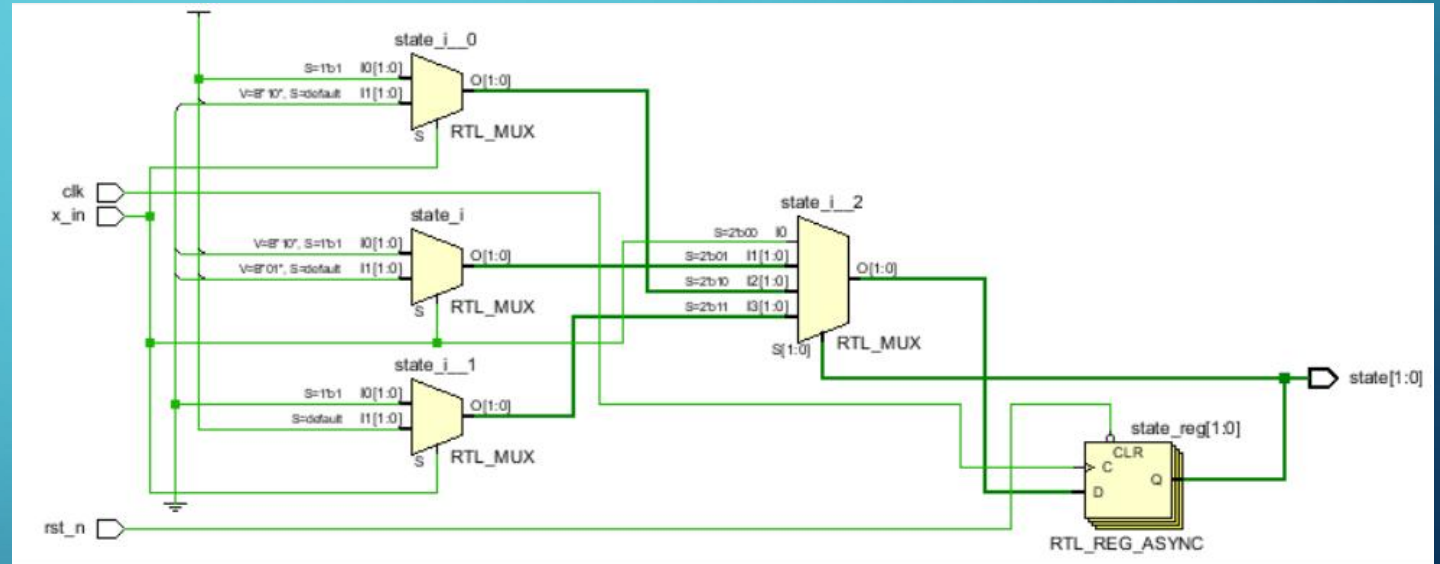 state_i__0
S=1'b1 I0[1:0]
V=B"10", S=default I1[1:0]
O[1:0]
S
RTL_MUX
clk
x_in
state_i
V=B"10", S=1'b1 I0[1:0]
V=B"01", S=default I1[1:0]
O[1:0]
S
RTL_MUX
state_i__2
S=2'b00 I0
S=2'b01 I1[1:0]
S=2'b10 I2[1:0]
S=2'b11 I3[1:0]
O[1:0]
S[1:0]
RTL_MUX
state_i__1
S=1'b1 I0[1:0]
S=default I1[1:0]
O[1:0]
S
RTL_MUX
state[1:0]
state_reg[1:0]
CLR
C
D
Q
RTL_REG_ASYNC
rst_n